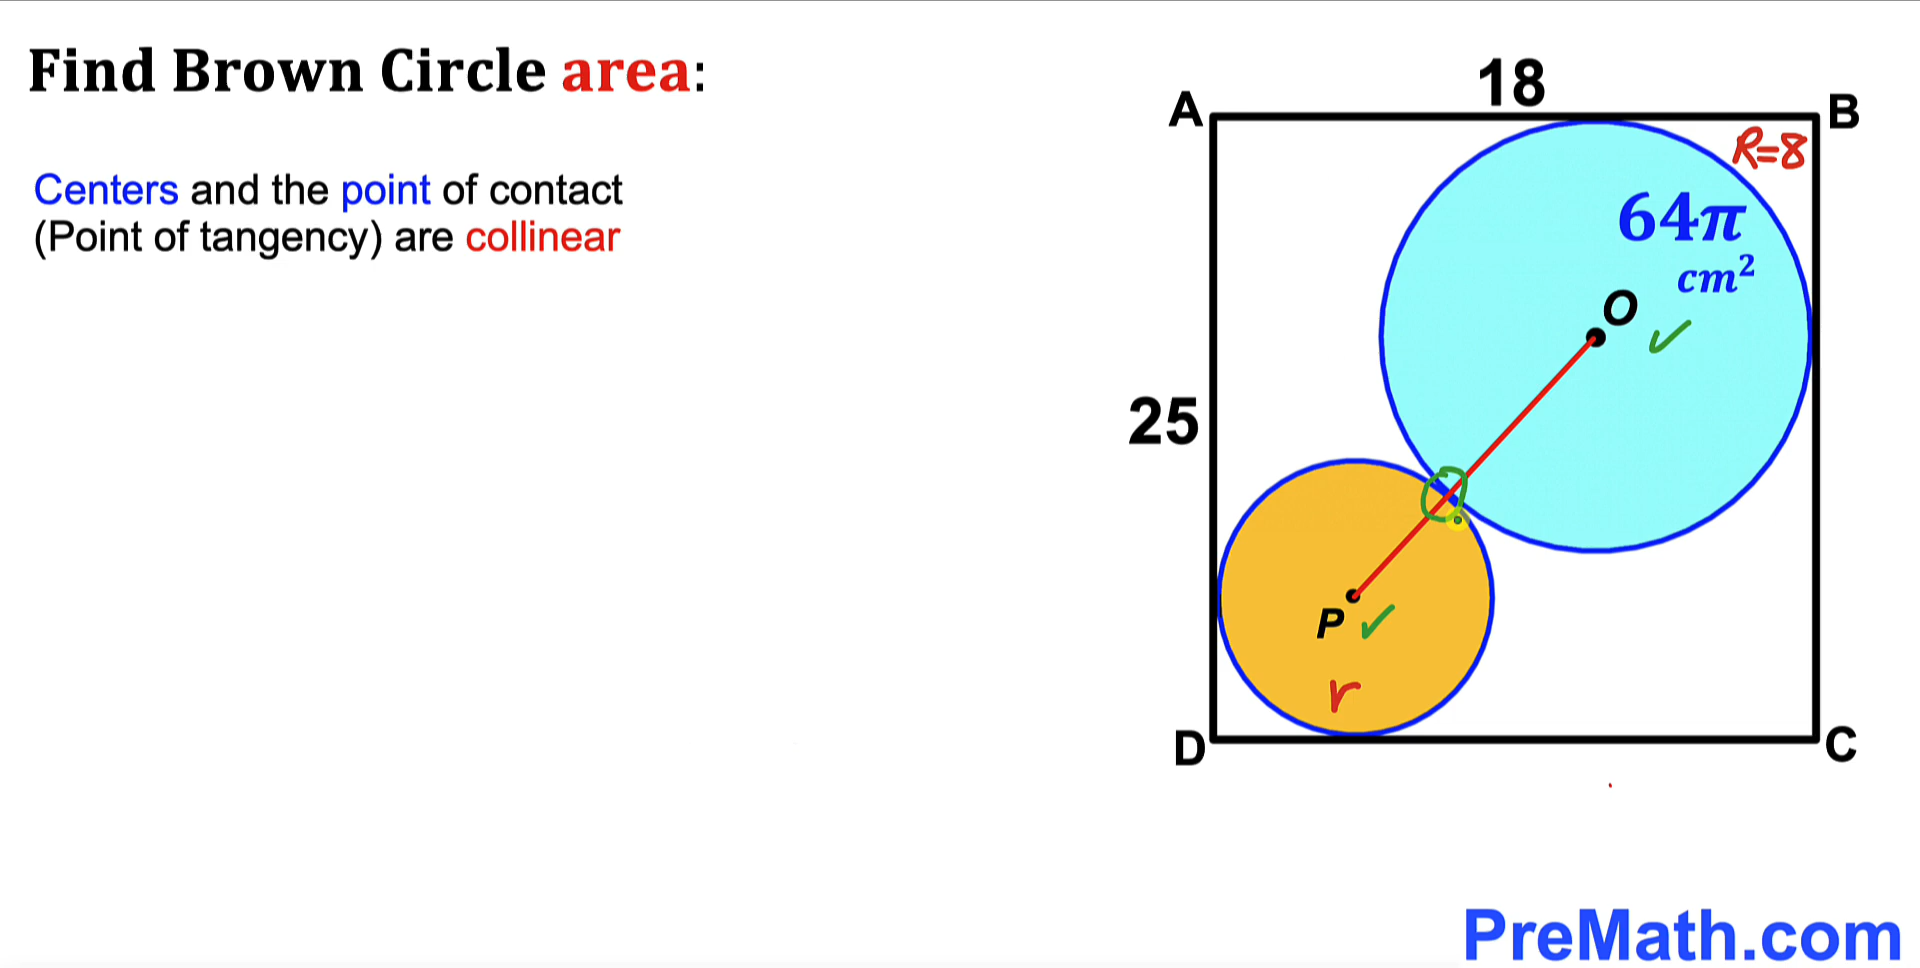 Find Brown Circle area:
Centers and the point of contact
(Point of tangency) are collinear
18
A
B
R=8
64π
cm²
O
25
P
r
D
C
PreMath.com